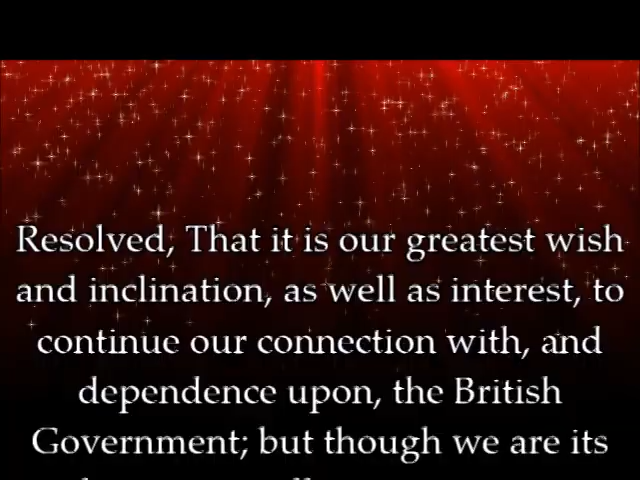 Resolved, That it is our greatest wish
and inclination, as well as interest, to
continue our connection with, and
dependence upon, the British
Government; but though we are its